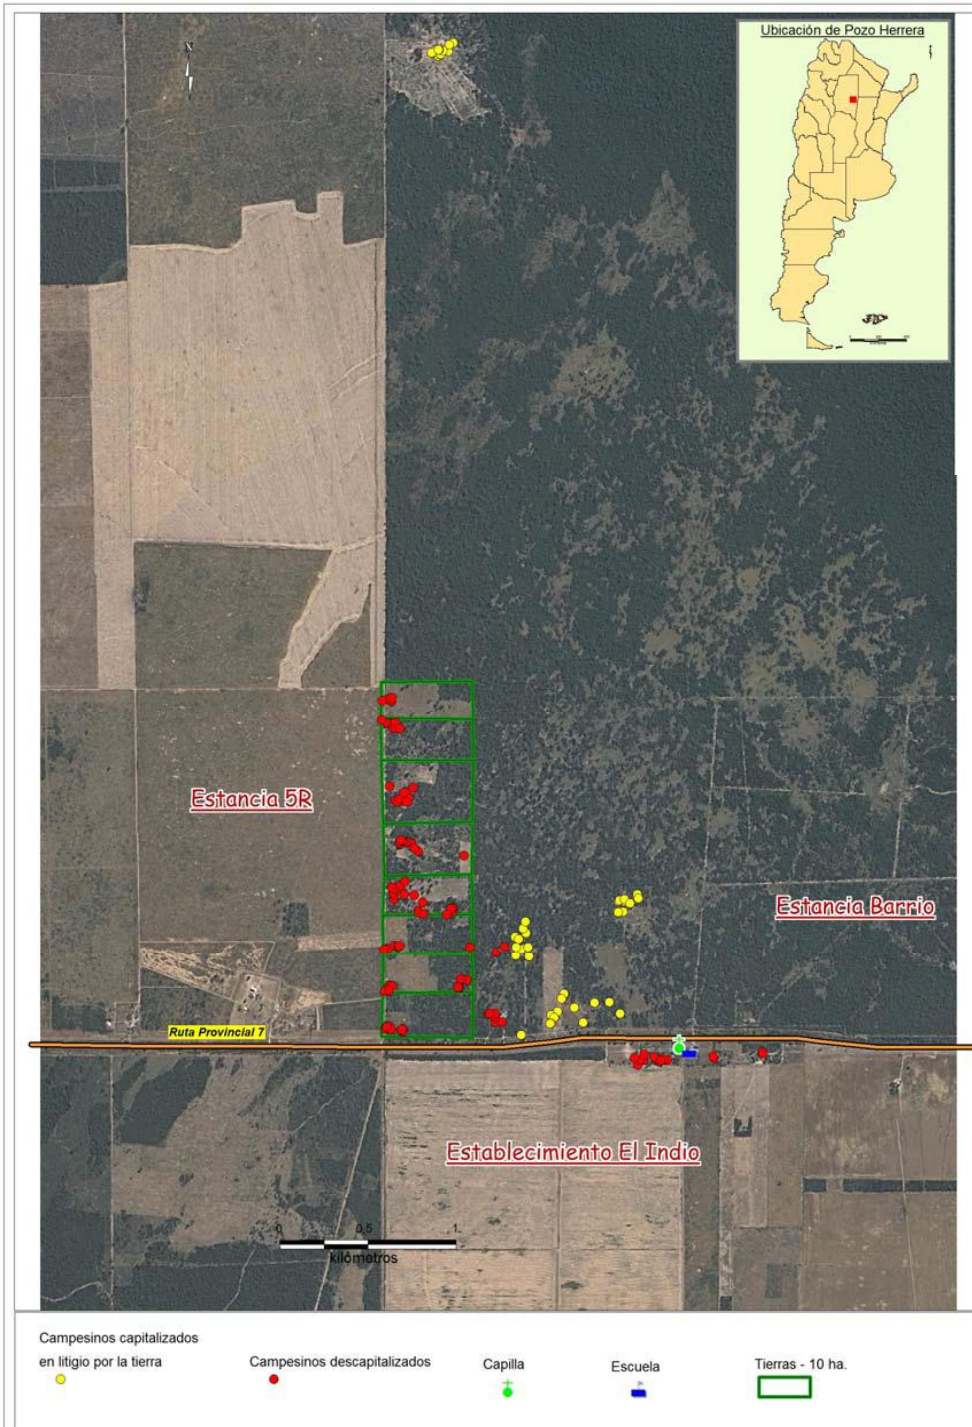 Ubicación de Pozo Herrera
N
Estancia 5R
Estancia Barrio
Ruta Provincial 7
Establecimiento El Indio
0 0.5 1
kilómetros
Campesinos capitalizados
en litigio por la tierra
Campesinos descapitalizados
Capilla
Escuela
Tierras - 10 ha.